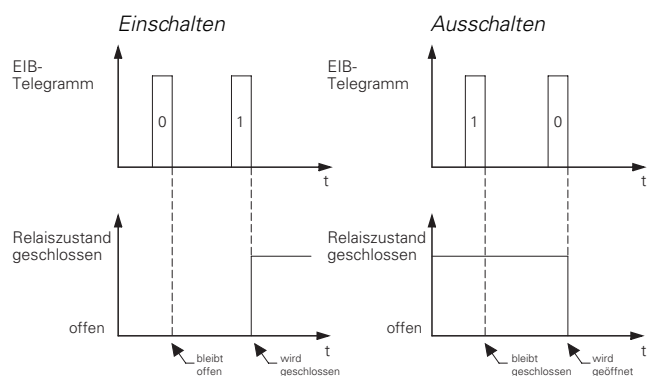 Einschalten
EIB-
Telegramm
0
1
t
Relaiszustand
geschlossen
offen
t
bleibt
offen
wird
geschlossen
Ausschalten
EIB-
Telegramm
1
0
t
Relaiszustand
geschlossen
offen
t
bleibt
geschlossen
wird
geöffnet